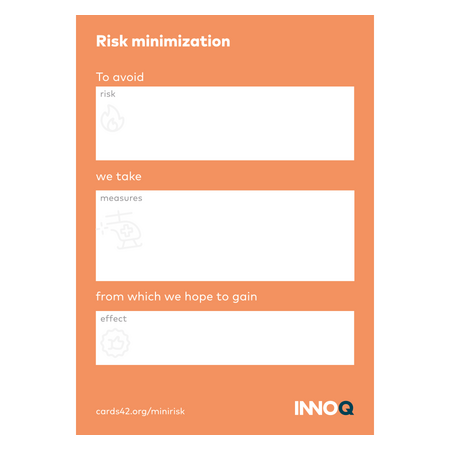 Risk minimization
To avoid
risk
we take
measures
from which we hope to gain
effect
cards42.org/minirisk
INNOQ